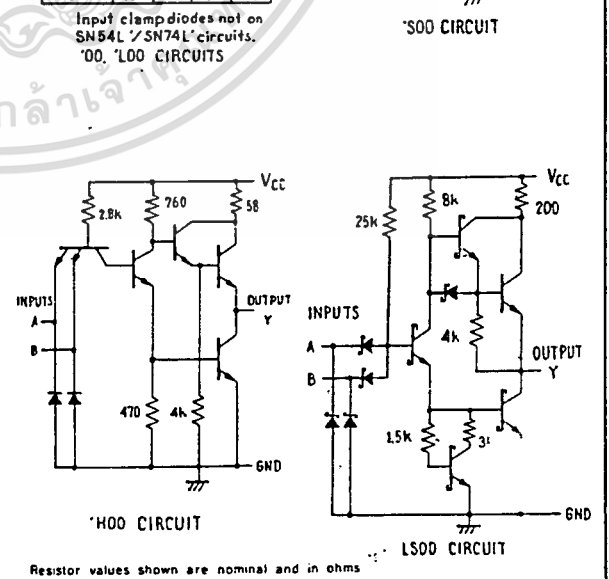 Input clamp diodes not on
SN54L'/SN74L' circuits.
'00, 'L00 CIRCUITS
'S00 CIRCUIT
VCC
2.8k
760
58
INPUTS
A
B
OUTPUT
Y
470
4k
GND
'H00 CIRCUIT
VCC
25k
8k
200
INPUTS
A
B
4k
OUTPUT
Y
1.5k
GND
LS00 CIRCUIT
Resistor values shown are nominal and in ohms